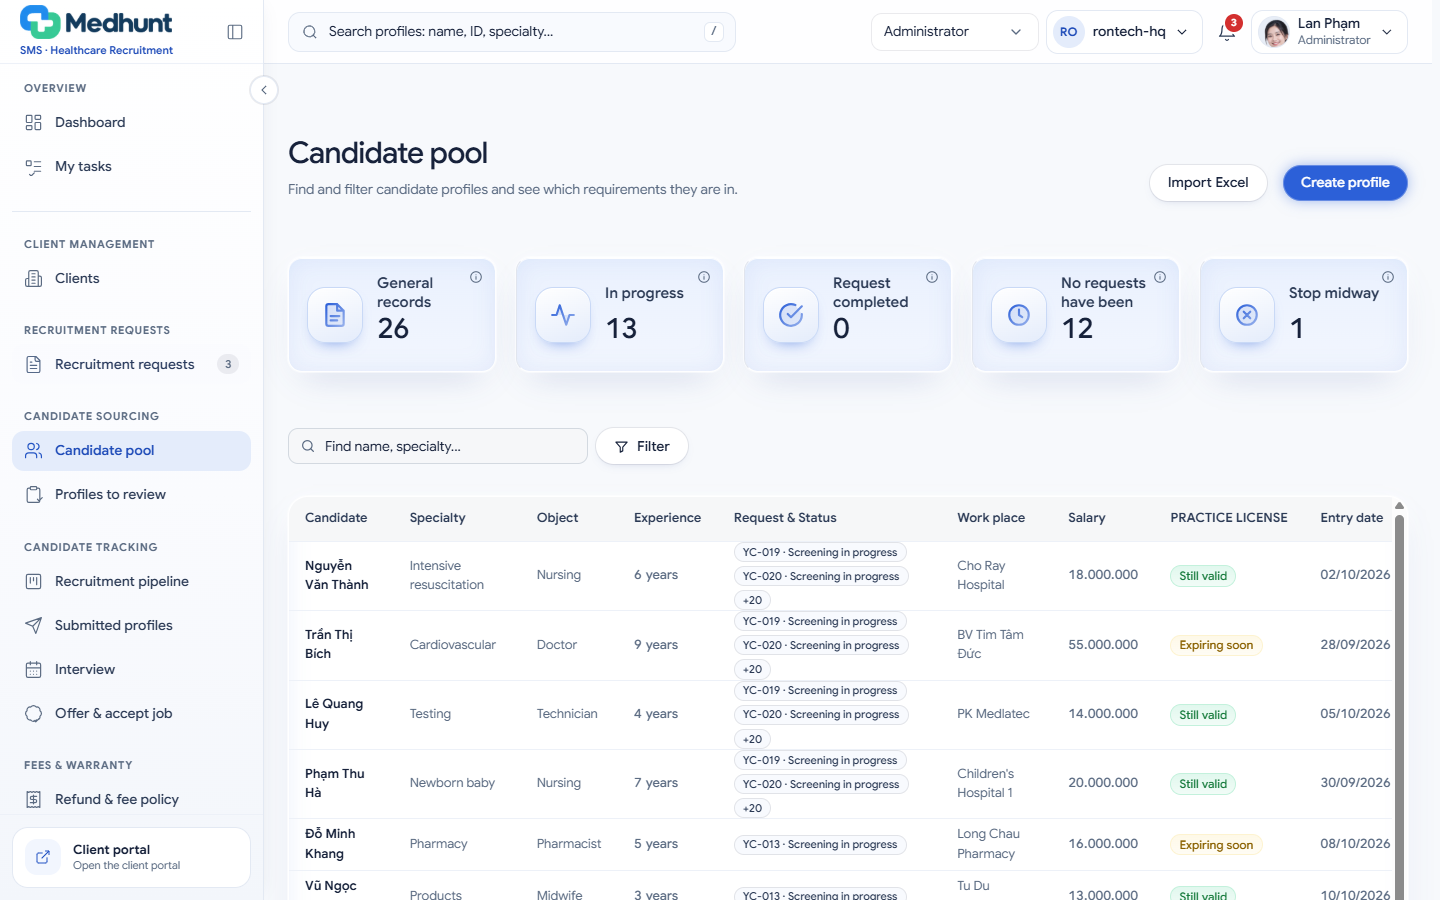 Medhunt
SMS · Healthcare Recruitment
Search profiles: name, ID, specialty...
/
Administrator
RO
rontech-hq
3
Lan Phạm
Administrator
OVERVIEW
Dashboard
My tasks
CLIENT MANAGEMENT
Clients
RECRUITMENT REQUESTS
Recruitment requests
3
CANDIDATE SOURCING
Candidate pool
Profiles to review
CANDIDATE TRACKING
Recruitment pipeline
Submitted profiles
Interview
Offer & accept job
FEES & WARRANTY
Refund & fee policy
Client portal
Open the client portal
Candidate pool
Find and filter candidate profiles and see which requirements they are in.
Import Excel
Create profile
General
records
26
In progress
13
Request
completed
0
No requests
have been
12
Stop midway
1
Find name, specialty...
Filter
Candidate Specialty Object Experience Request & Status Work place Salary PRACTICE LICENSE Entry date
Nguyễn
Văn Thành
Intensive
resuscitation
Nursing
6 years
YC-019 · Screening in progress
YC-020 · Screening in progress
+20
Cho Ray
Hospital
18.000.000
Still valid
02/10/2026
Trần Thị
Bích
Cardiovascular
Doctor
9 years
YC-019 · Screening in progress
YC-020 · Screening in progress
+20
BV Tim Tâm
Đức
55.000.000
Expiring soon
28/09/2026
Lê Quang
Huy
Testing
Technician
4 years
YC-019 · Screening in progress
YC-020 · Screening in progress
+20
PK Medlatec
14.000.000
Still valid
05/10/2026
Phạm Thu
Hà
Newborn baby
Nursing
7 years
YC-019 · Screening in progress
YC-020 · Screening in progress
+20
Children's
Hospital 1
20.000.000
Still valid
30/09/2026
Đỗ Minh
Khang
Pharmacy
Pharmacist
5 years
YC-013 · Screening in progress
Long Chau
Pharmacy
16.000.000
Expiring soon
08/10/2026
Vũ Ngọc
Products
Midwife
3 years
YC-013 · Screening in progress
Tu Du
13.000.000
Still valid
10/10/2026